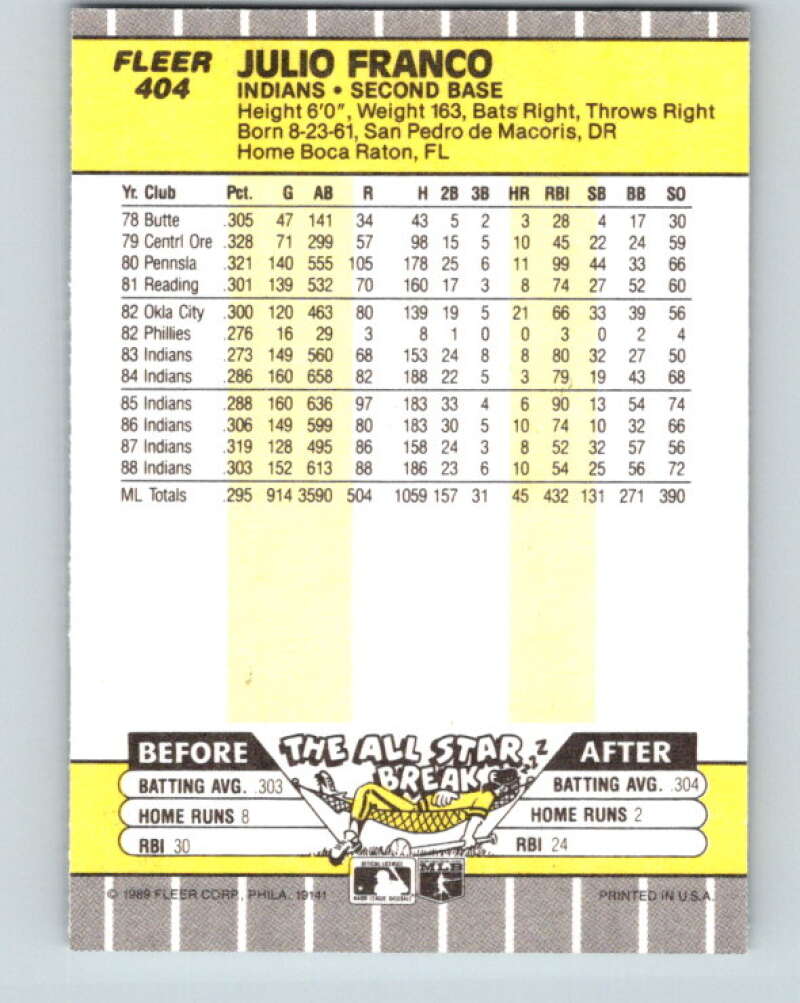 FLEER
404
JULIO FRANCO
INDIANS • SECOND BASE
Height 6'0", Weight 163, Bats Right, Throws Right
Born 8-23-61, San Pedro de Macoris, DR
Home Boca Raton, FL
Yr. Club Pct. G AB R H 2B 3B HR RBI SB BB SO
78 Butte .305 47 141 34 43 5 2 3 28 4 17 30
79 Centrl Ore .328 71 299 57 98 15 5 10 45 22 24 59
80 Pennsla .321 140 555 105 178 25 6 11 99 44 33 66
81 Reading .301 139 532 70 160 17 3 8 74 27 52 60
82 Okla City .300 120 463 80 139 19 5 21 66 33 39 56
82 Phillies .276 16 29 3 8 1 0 0 3 0 2 4
83 Indians .273 149 560 68 153 24 8 8 80 32 27 50
84 Indians .286 160 658 82 188 22 5 3 79 19 43 68
85 Indians .288 160 636 97 183 33 4 6 90 13 54 74
86 Indians .306 149 599 80 183 30 5 10 74 10 32 66
87 Indians .319 128 495 86 158 24 3 8 52 32 57 56
88 Indians .303 152 613 88 186 23 6 10 54 25 56 72
ML Totals .295 914 3590 504 1059 157 31 45 432 131 271 390
BEFORE THE ALL STAR BREAK ZZZ AFTER
BATTING AVG. .303 BATTING AVG. .304
HOME RUNS 8 HOME RUNS 2
RBI 30 RBI 24
OFFICIAL LICENSEE
MAJOR LEAGUE BASEBALL
MLB
© 1989 FLEER CORP., PHILA. 19141 PRINTED IN U.S.A.